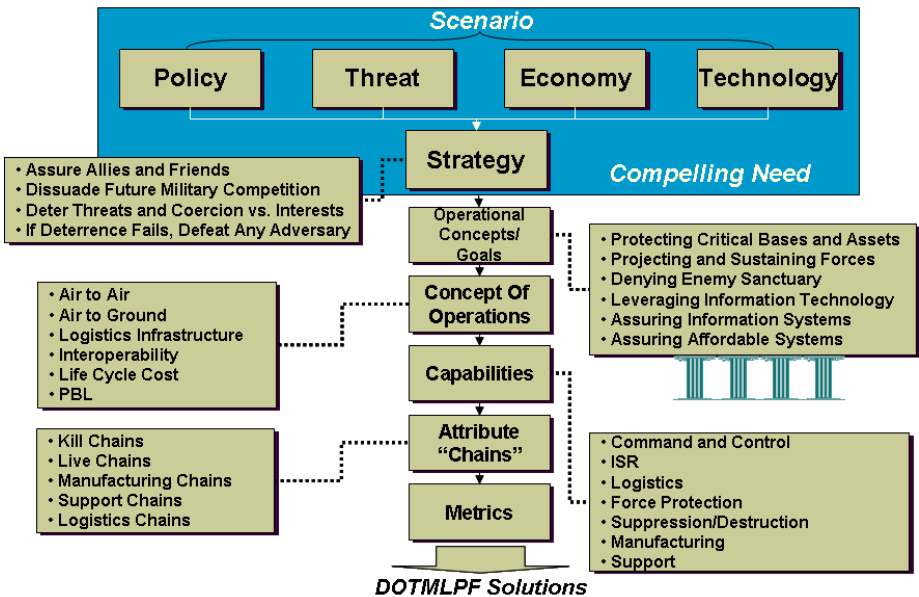 Scenario
Policy
Threat
Economy
Technology
Strategy
Compelling Need
• Assure Allies and Friends
• Dissuade Future Military Competition
• Deter Threats and Coercion vs. Interests
• If Deterrence Fails, Defeat Any Adversary
Operational
Concepts/
Goals
• Protecting Critical Bases and Assets
• Projecting and Sustaining Forces
• Denying Enemy Sanctuary
• Leveraging Information Technology
• Assuring Information Systems
• Assuring Affordable Systems
Concept Of
Operations
• Air to Air
• Air to Ground
• Logistics Infrastructure
• Interoperability
• Life Cycle Cost
• PBL
Capabilities
Attribute
“Chains”
• Kill Chains
• Live Chains
• Manufacturing Chains
• Support Chains
• Logistics Chains
• Command and Control
• ISR
• Logistics
• Force Protection
• Suppression/Destruction
• Manufacturing
• Support
Metrics
DOTMLPF Solutions